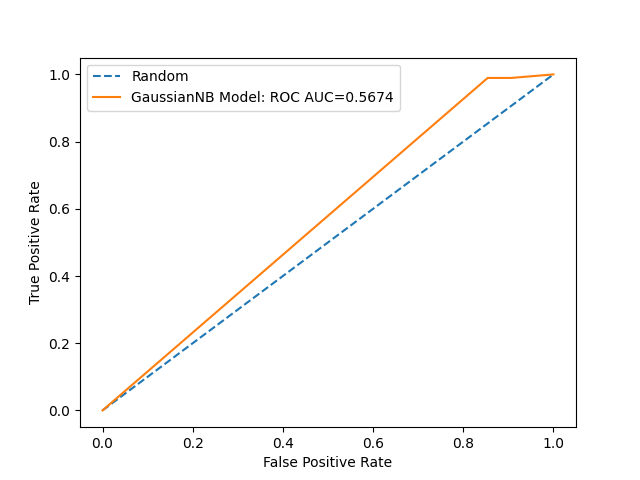 Random
GaussianNB Model: ROC AUC=0.5674
1.0
0.8
0.6
0.4
0.2
0.0
True Positive Rate
0.0 0.2 0.4 0.6 0.8 1.0
False Positive Rate